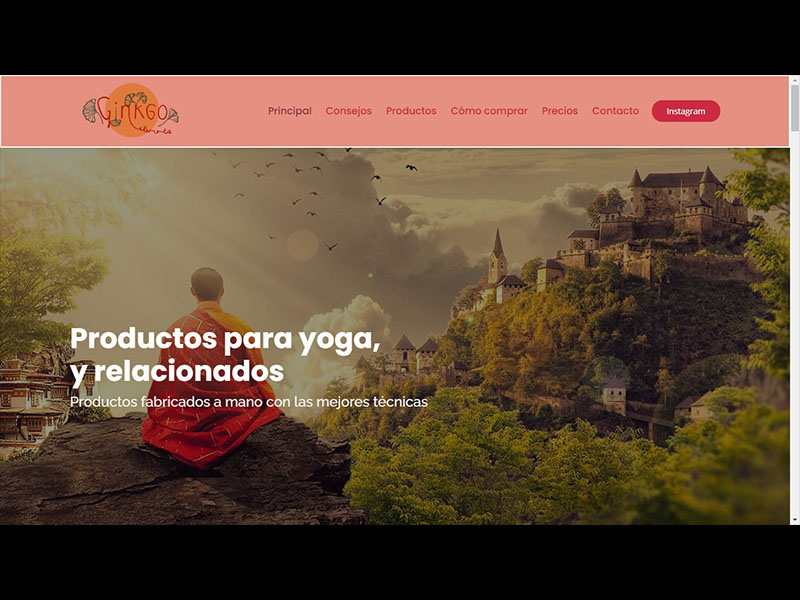 Ginkgo
Principal
Consejos
Productos
Cómo comprar
Precios
Contacto
Instagram
Productos para yoga,
y relacionados
Productos fabricados a mano con las mejores técnicas